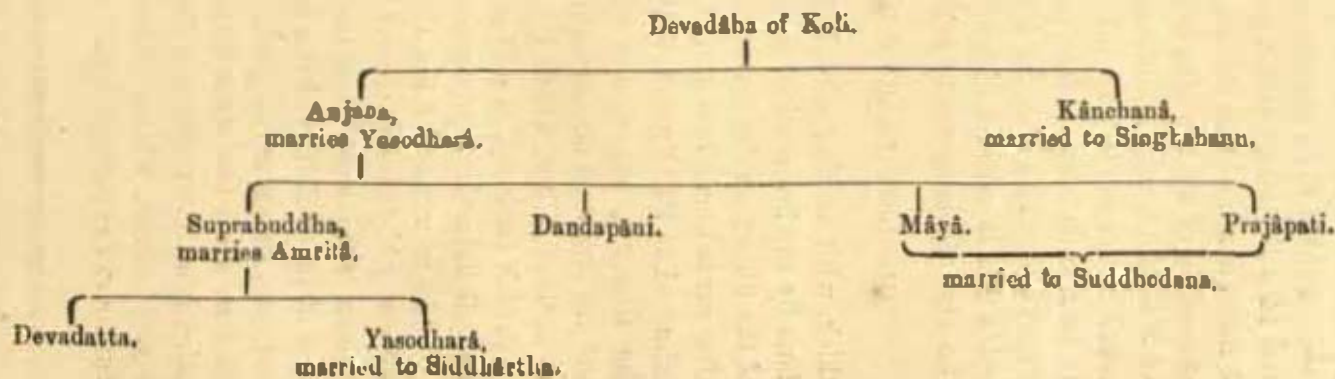 Devadâha of Koli.
Anjana,
married Yasodharâ.
Kânchanâ,
married to Singhahanu.
Suprabuddha,
marries Amritâ.
Dandapâni.
Mâyâ.
Prajâpati.
married to Suddhodana.
Devadatta.
Yasodharâ,
married to Siddhârtha.